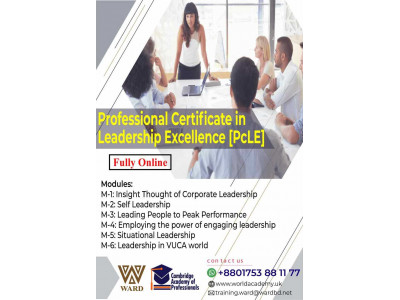 Professional Certificate in
Leadership Excellence [PcLE]
Fully Online
Modules:
M-1: Insight Thought of Corporate Leadership
M-2: Self Leadership
M-3: Leading People to Peak Performance
M-4: Employing the power of engaging leadership
M-5: Situational Leadership
M-6: Leadership in VUCA world
contact us
+8801753 88 11 77
www.worldacademy.uk
training.ward@wardbd.net
WARD
Cambridge
Academy of
Professionals